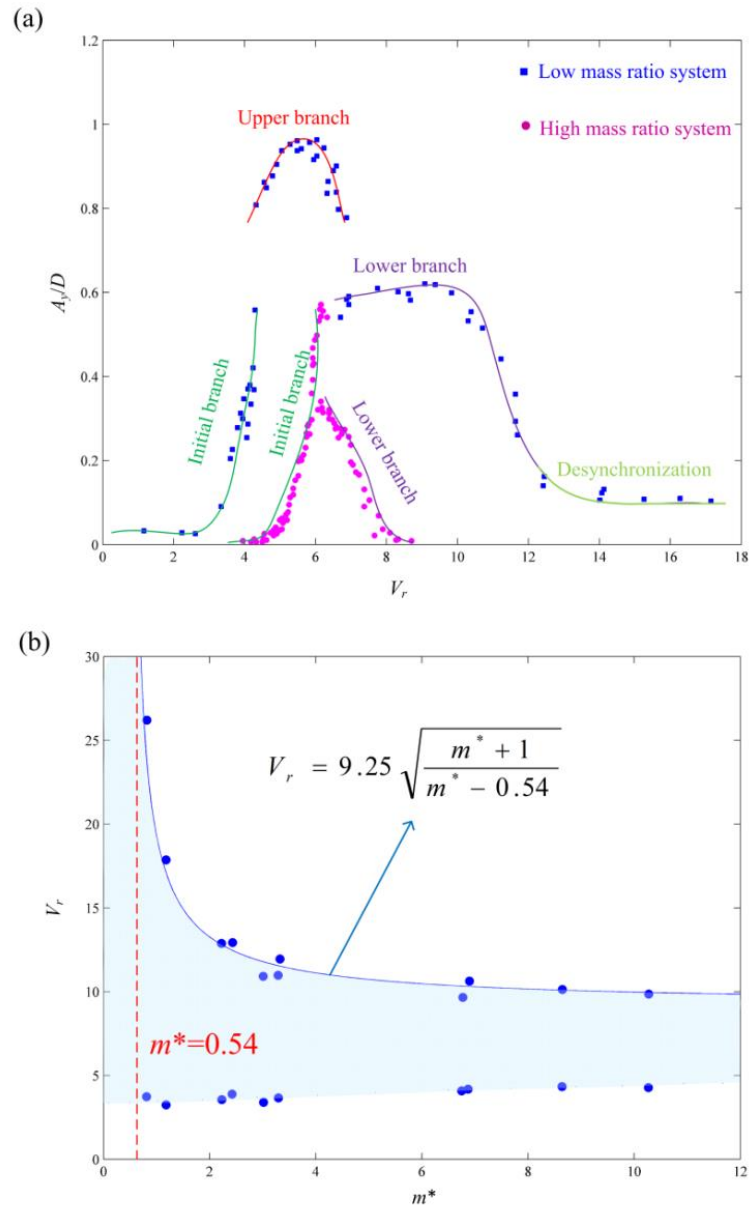 (a)
1.2
1
0.8
0.6
0.4
0.2
0
A_y/D
Low mass ratio system
High mass ratio system
Upper branch
Lower branch
Initial branch
Initial branch
Lower branch
Desynchronization
0 2 4 6 8 10 12 14 16 18
V_r
(b)
30
25
20
15
10
5
0
V_r
V_r = 9.25 √((m* + 1)/(m* − 0.54))
m*=0.54
0 2 4 6 8 10 12
m*